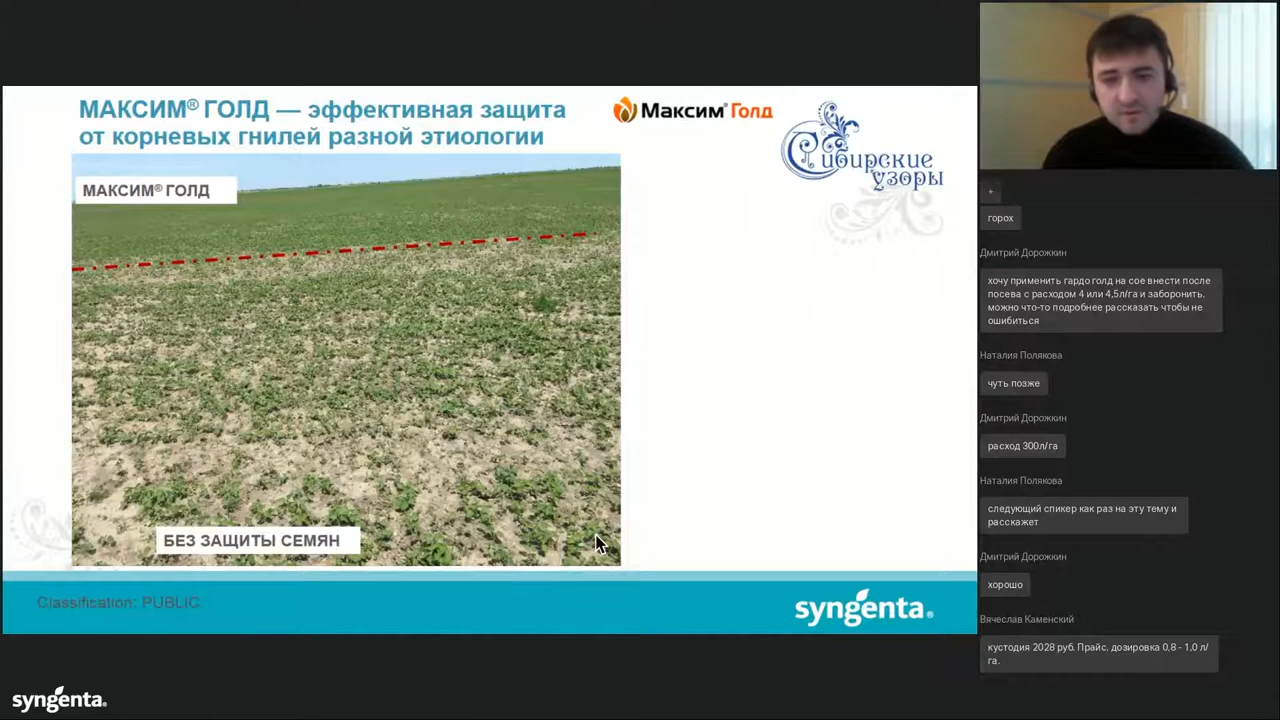 МАКСИМ® ГОЛД — эффективная защита
от корневых гнилей разной этиологии
Максим® Голд
Сибирские
узоры
МАКСИМ® ГОЛД
БЕЗ ЗАЩИТЫ СЕМЯН
Classification: PUBLIC
syngenta®
syngenta®
+
горох
Дмитрий Дорожкин
хочу применить гардо голд на сое внести после
посева с расходом 4 или 4,5л/га и заборонить.
можно что-то подробнее рассказать чтобы не
ошибиться
Наталия Полякова
чуть позже
Дмитрий Дорожкин
расход 300л/га
Наталия Полякова
следующий спикер как раз на эту тему и
расскажет
Дмитрий Дорожкин
хорошо
Вячеслав Каменский
кустодия 2028 руб. Прайс. дозировка 0,8 - 1,0 л/
га.